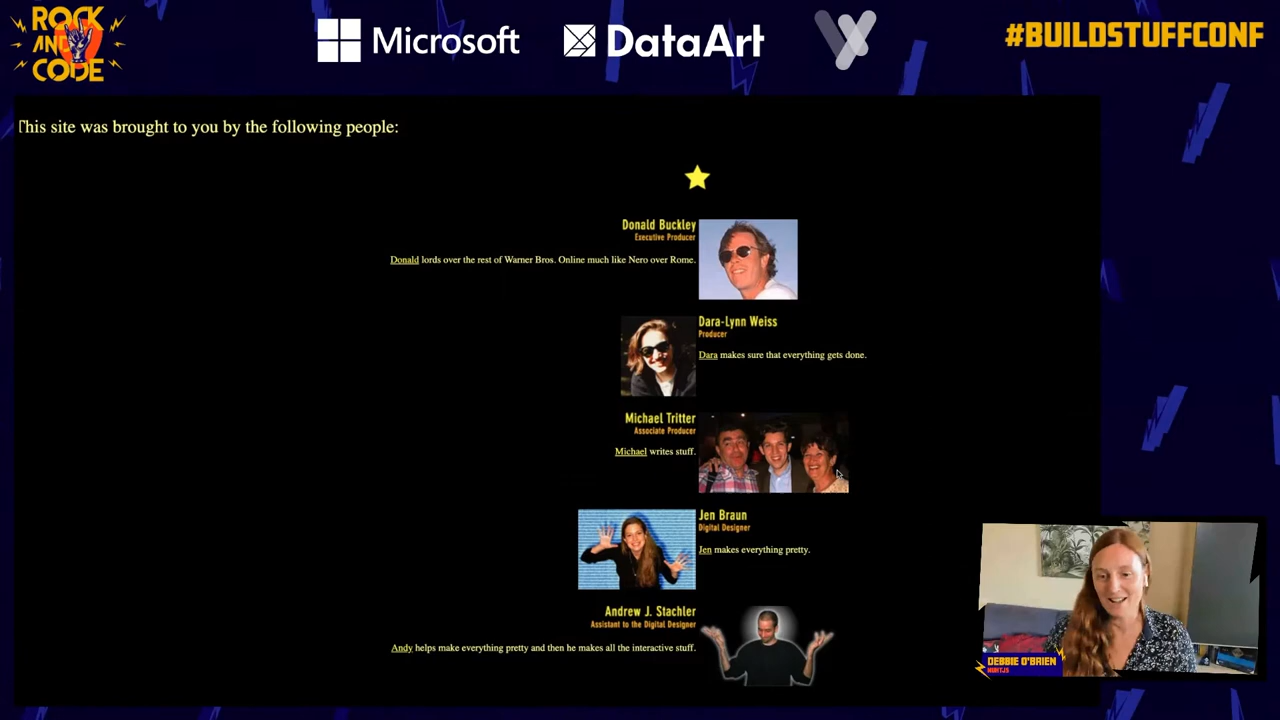 ROCK
AND
CODE
Microsoft
DataArt
#BUILDSTUFFCONF
This site was brought to you by the following people:
Donald Buckley
Executive Producer
Donald lords over the rest of Warner Bros. Online much like Nero over Rome.
Dara-Lynn Weiss
Producer
Dara makes sure that everything gets done.
Michael Tritter
Associate Producer
Michael writes stuff.
Jen Braun
Digital Designer
Jen makes everything pretty.
Andrew J. Stachler
Assistant to the Digital Designer
Andy helps make everything pretty and then he makes all the interactive stuff.
DEBBIE O'BRIEN
NUXTJS